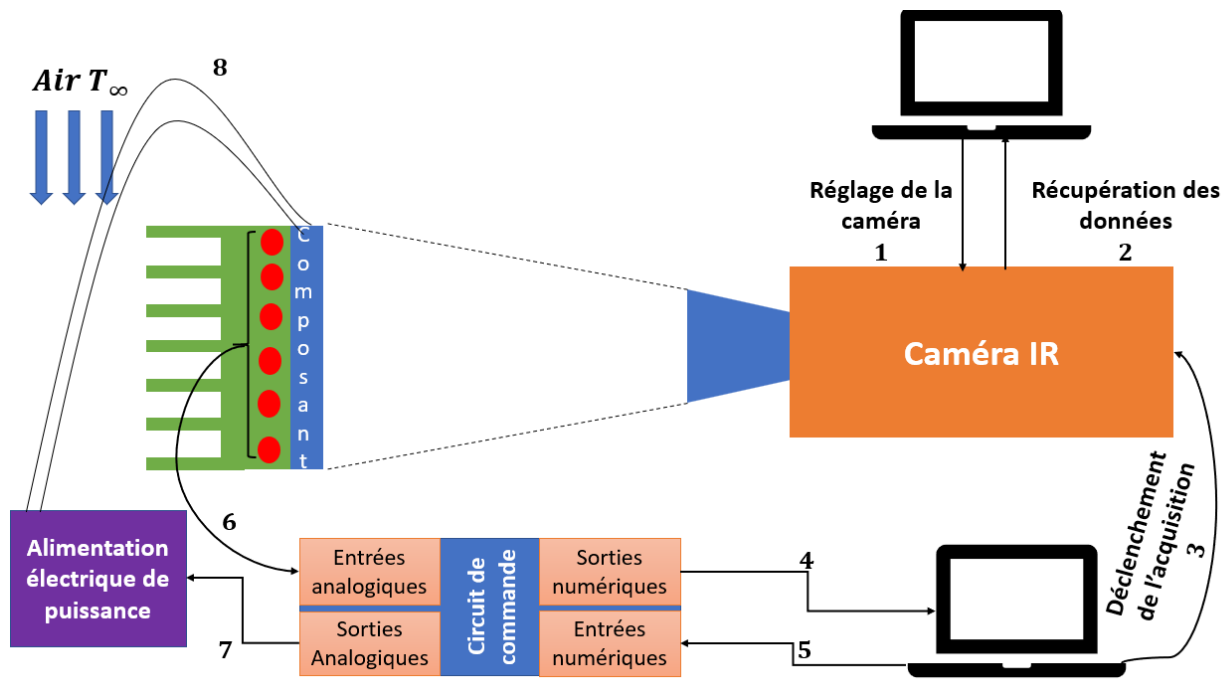 8
Air T∞
Réglage de la
caméra
1
Récupération des
données
2
Composant
Caméra IR
Déclenchement
de l'acquisition
3
6
Alimentation
électrique de
puissance
7
Entrées
analogiques
Sorties
Analogiques
Circuit de
commande
Sorties
numériques
Entrées
numériques
4
5